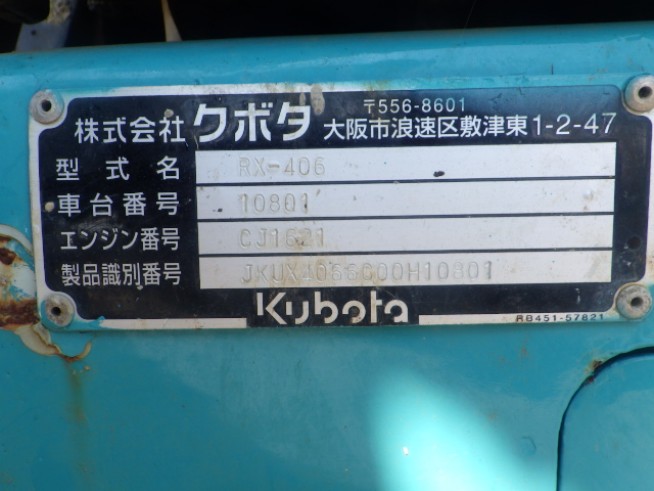 〒556-8601
株式会社 クボタ 大阪市浪速区敷津東1-2-47
型式名 RX-406
車台番号 10801
エンジン番号 CJ1621
製品識別番号
Kubota
RB451-57821